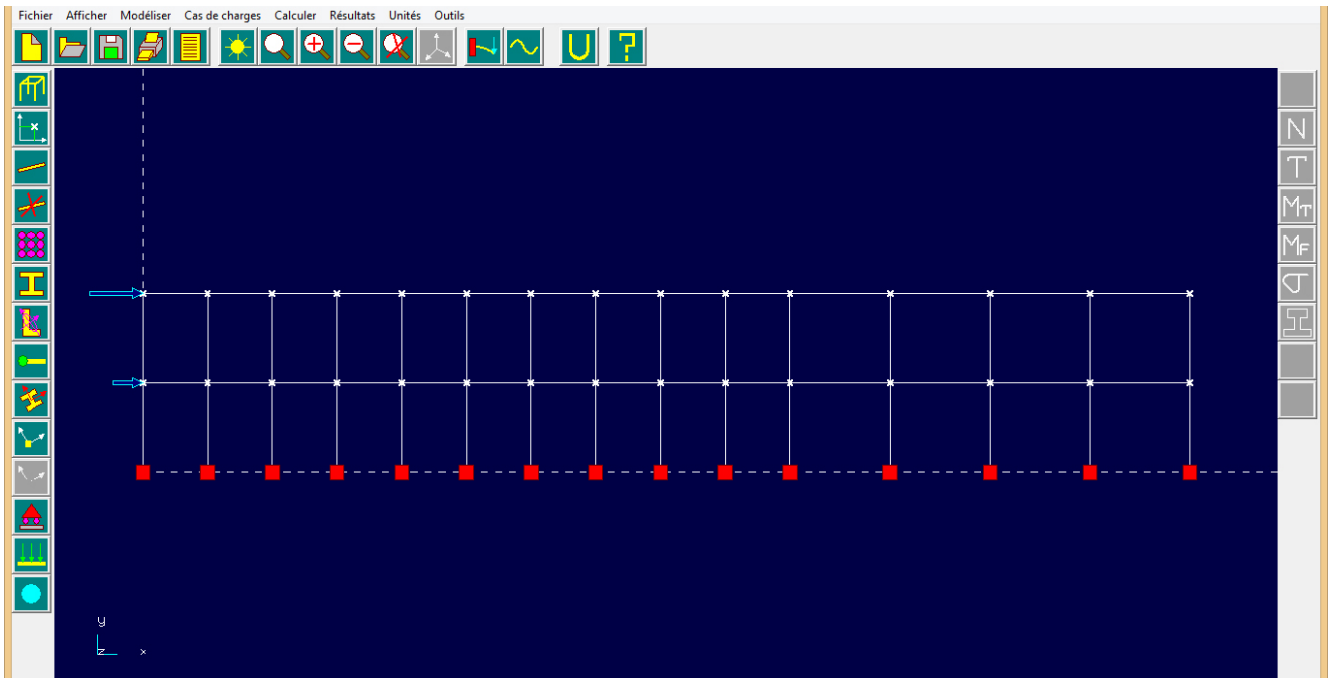 Fichier Afficher Modéliser Cas de charges Calculer Résultats Unités Outils
N
T
MT
MF
y
z x